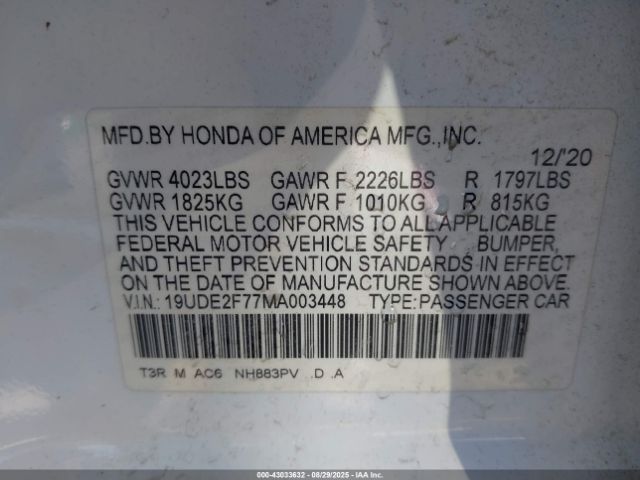 MFD.BY HONDA OF AMERICA MFG.,INC.
12/'20
GVWR 4023LBS GAWR F 2226LBS R 1797LBS
GVWR 1825KG GAWR F 1010KG R 815KG
THIS VEHICLE CONFORMS TO ALL APPLICABLE
FEDERAL MOTOR VEHICLE SAFETY BUMPER,
AND THEFT PREVENTION STANDARDS IN EFFECT
ON THE DATE OF MANUFACTURE SHOWN ABOVE.
V.I.N.: 19UDE2F77MA003448 TYPE:PASSENGER CAR
T3R M AC6 NH883PV .D .A
000-43033632 - 08/29/2025 - IAA Inc.